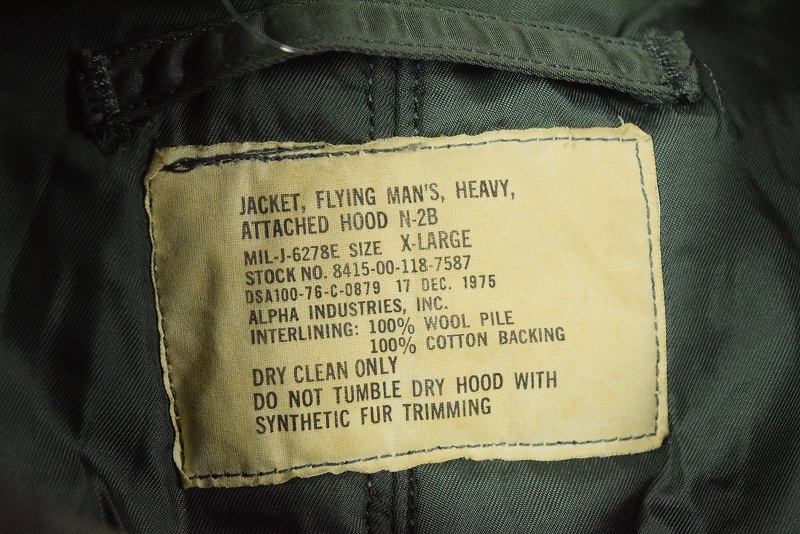 JACKET, FLYING MAN'S, HEAVY,
ATTACHED HOOD N-2B
MIL-J-6278E SIZE X-LARGE
STOCK NO. 8415-00-118-7587
DSA100-76-C-0879 17 DEC. 1975
ALPHA INDUSTRIES, INC.
INTERLINING: 100% WOOL PILE
100% COTTON BACKING
DRY CLEAN ONLY
DO NOT TUMBLE DRY HOOD WITH
SYNTHETIC FUR TRIMMING